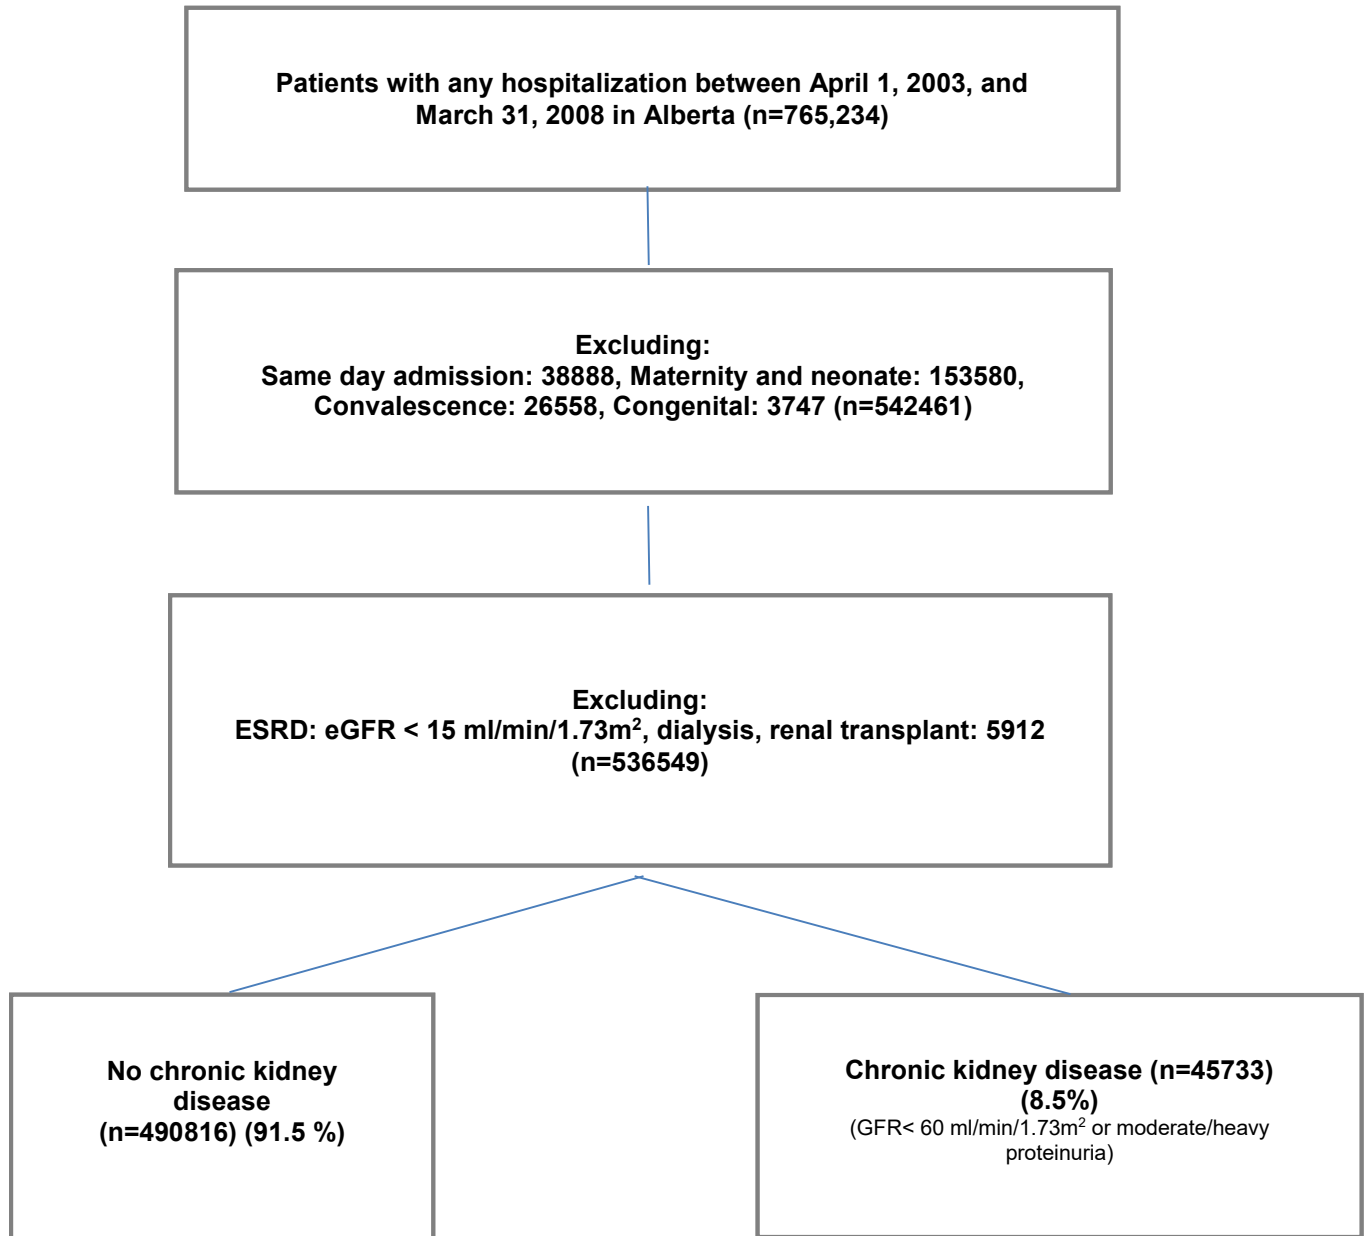 Patients with any hospitalization between April 1, 2003, and
March 31, 2008 in Alberta (n=765,234)
Excluding:
Same day admission: 38888, Maternity and neonate: 153580,
Convalescence: 26558, Congenital: 3747 (n=542461)
Excluding:
ESRD: eGFR < 15 ml/min/1.73m², dialysis, renal transplant: 5912
(n=536549)
No chronic kidney
disease
(n=490816) (91.5 %)
Chronic kidney disease (n=45733)
(8.5%)
(GFR< 60 ml/min/1.73m² or moderate/heavy
proteinuria)